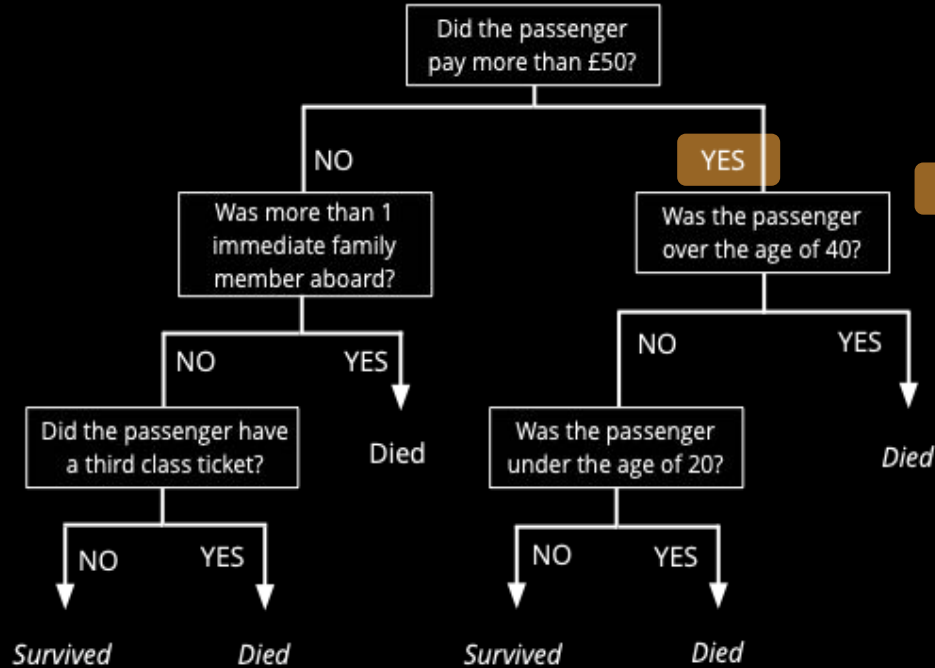 Did the passenger
pay more than £50?
NO
YES
Was more than 1
immediate family
member aboard?
Was the passenger
over the age of 40?
NO
YES
NO
YES
Did the passenger have
a third class ticket?
Died
Was the passenger
under the age of 20?
Died
NO
YES
NO
YES
Survived
Died
Survived
Died